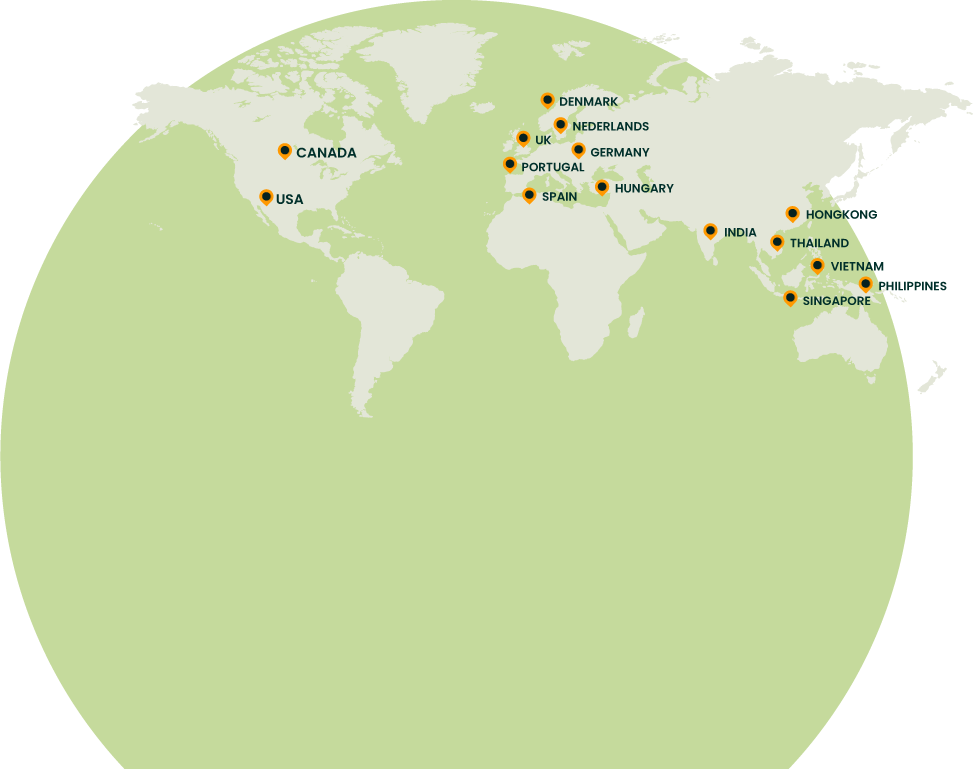 DENMARK
NEDERLANDS
UK
CANADA
GERMANY
PORTUGAL
HUNGARY
SPAIN
USA
HONGKONG
INDIA
THAILAND
VIETNAM
PHILIPPINES
SINGAPORE